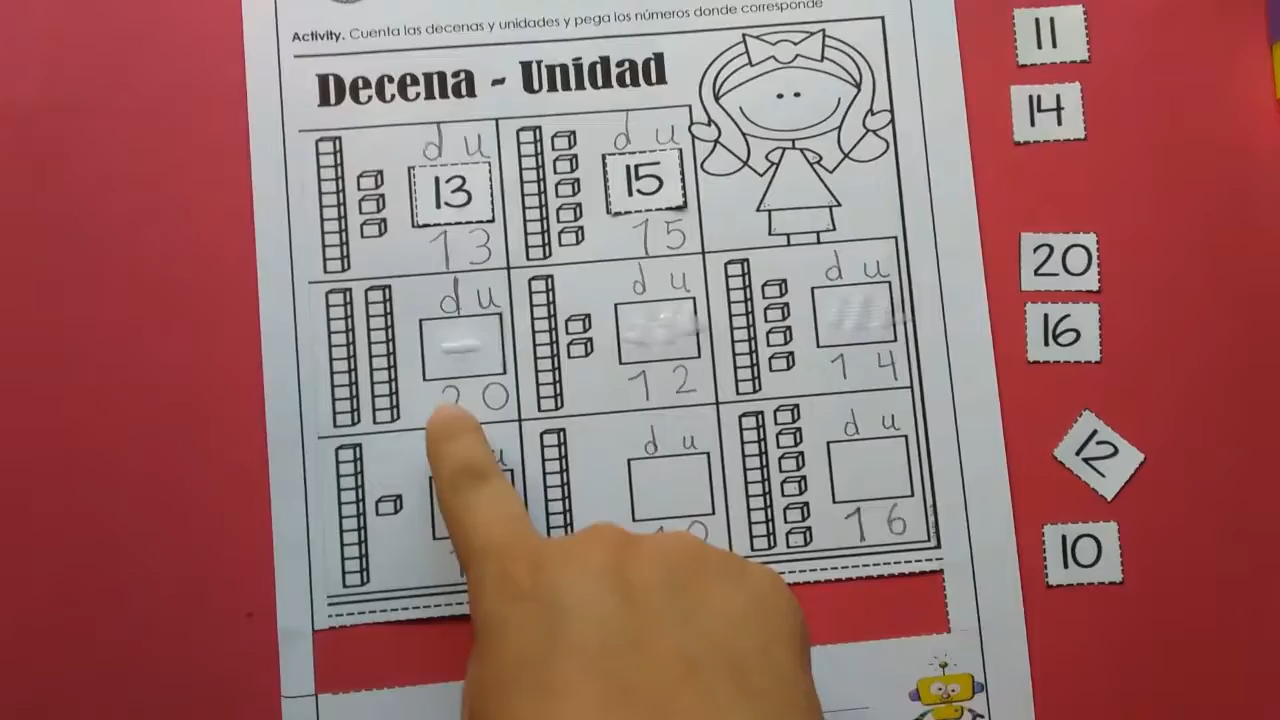 Activity. Cuenta las decenas y unidades y pega los números donde corresponde
Decena - Unidad
d u
13
13
d u
15
15
d u
20
d u
12
d u
14
u
d u
d u
16
11
14
20
16
12
10